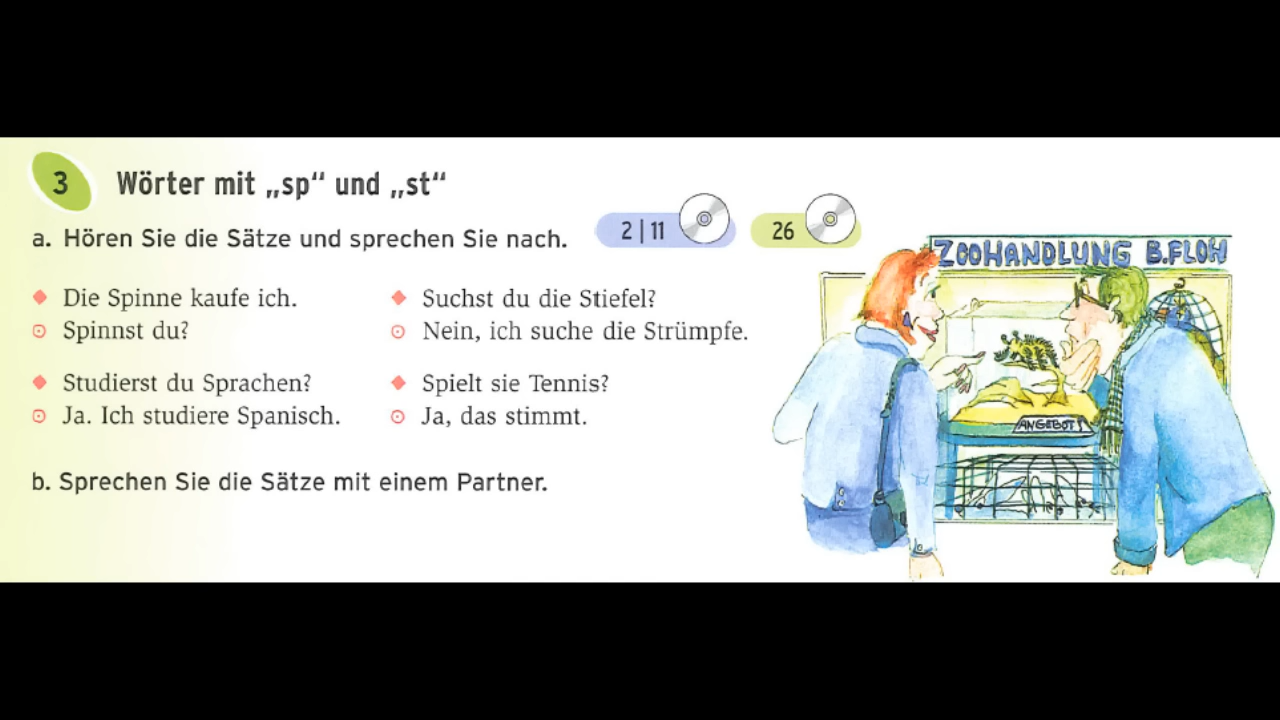 3 Wörter mit „sp“ und „st“
a. Hören Sie die Sätze und sprechen Sie nach.
2 | 11
26
Die Spinne kaufe ich.
Spinnst du?
Studierst du Sprachen?
Ja. Ich studiere Spanisch.
Suchst du die Stiefel?
Nein, ich suche die Strümpfe.
Spielt sie Tennis?
Ja, das stimmt.
b. Sprechen Sie die Sätze mit einem Partner.
ZOOHANDLUNG B.FLOH
ANGEBOT!